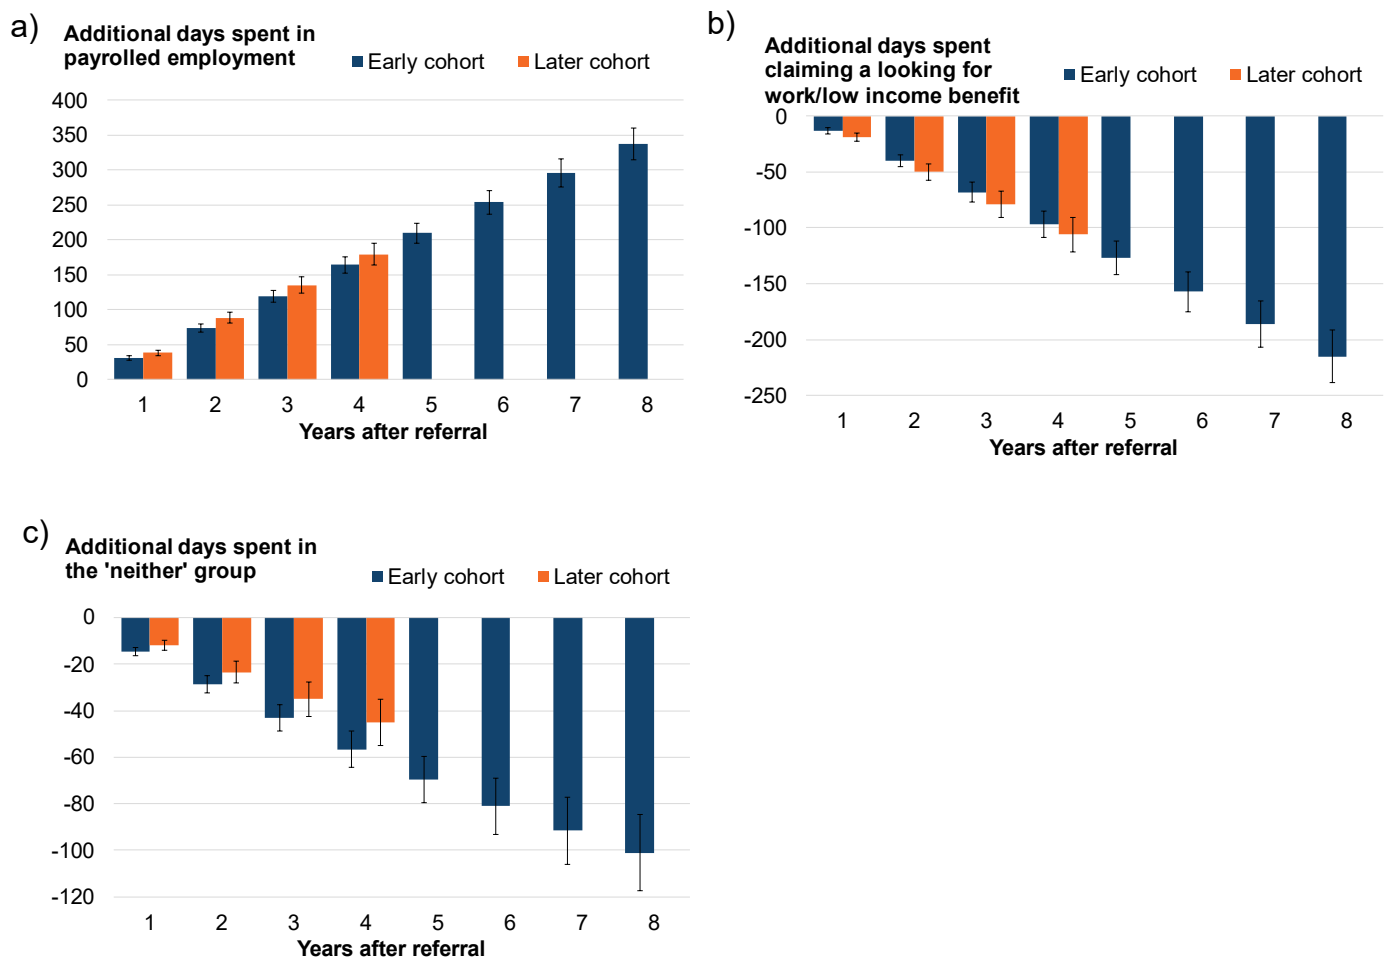 a)
Additional days spent in
payrolled employment
Early cohort
Later cohort
400
350
300
250
200
150
100
50
0
1 2 3 4 5 6 7 8
Years after referral
b)
Additional days spent
claiming a looking for
work/low income benefit
Early cohort
Later cohort
0
-50
-100
-150
-200
-250
1 2 3 4 5 6 7 8
Years after referral
c)
Additional days spent in
the 'neither' group
Early cohort
Later cohort
0
-20
-40
-60
-80
-100
-120
1 2 3 4 5 6 7 8
Years after referral